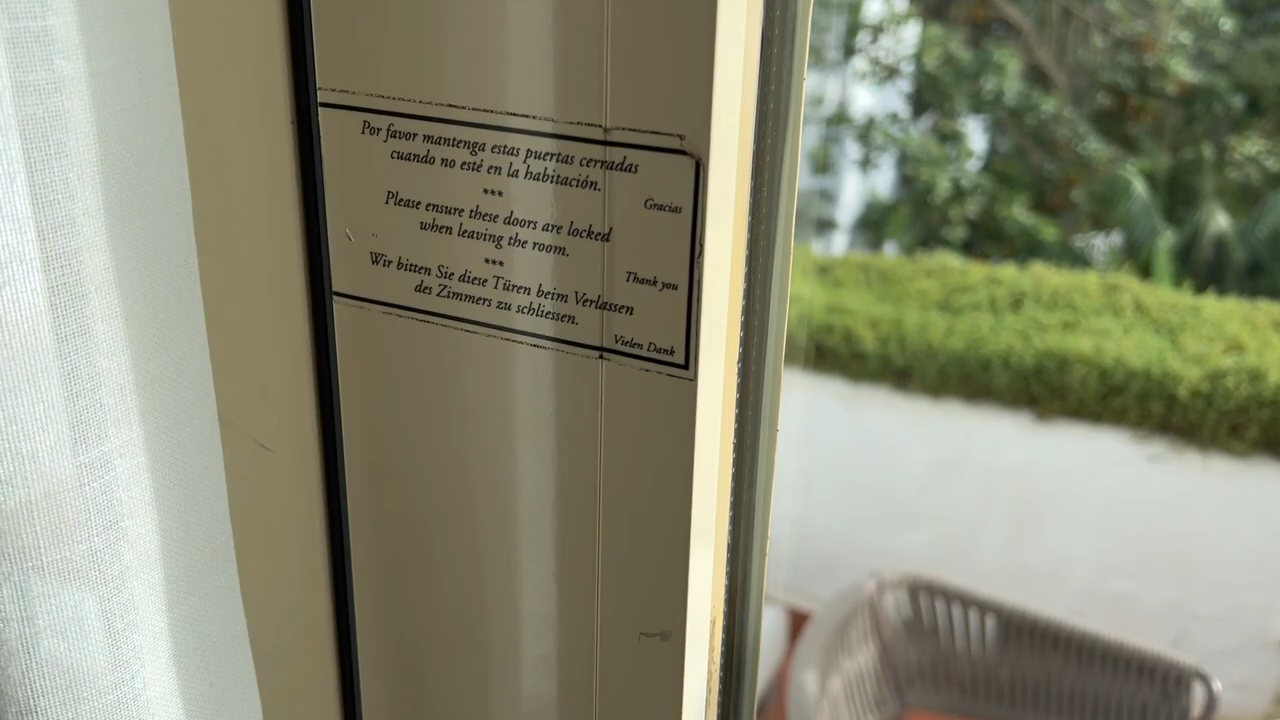 Por favor mantenga estas puertas cerradas
cuando no esté en la habitación.
Gracias
***
Please ensure these doors are locked
when leaving the room.
Thank you
***
Wir bitten Sie diese Türen beim Verlassen
des Zimmers zu schliessen.
Vielen Dank